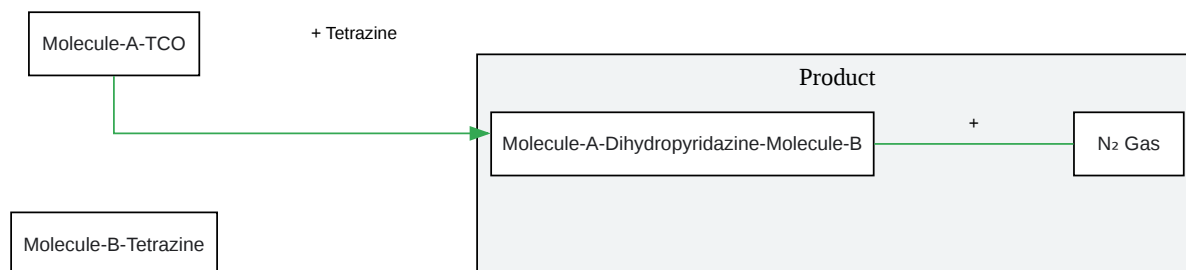 Molecule-A-TCO
+ Tetrazine
Product
Molecule-A-Dihydropyridazine-Molecule-B
+
N₂ Gas
Molecule-B-Tetrazine